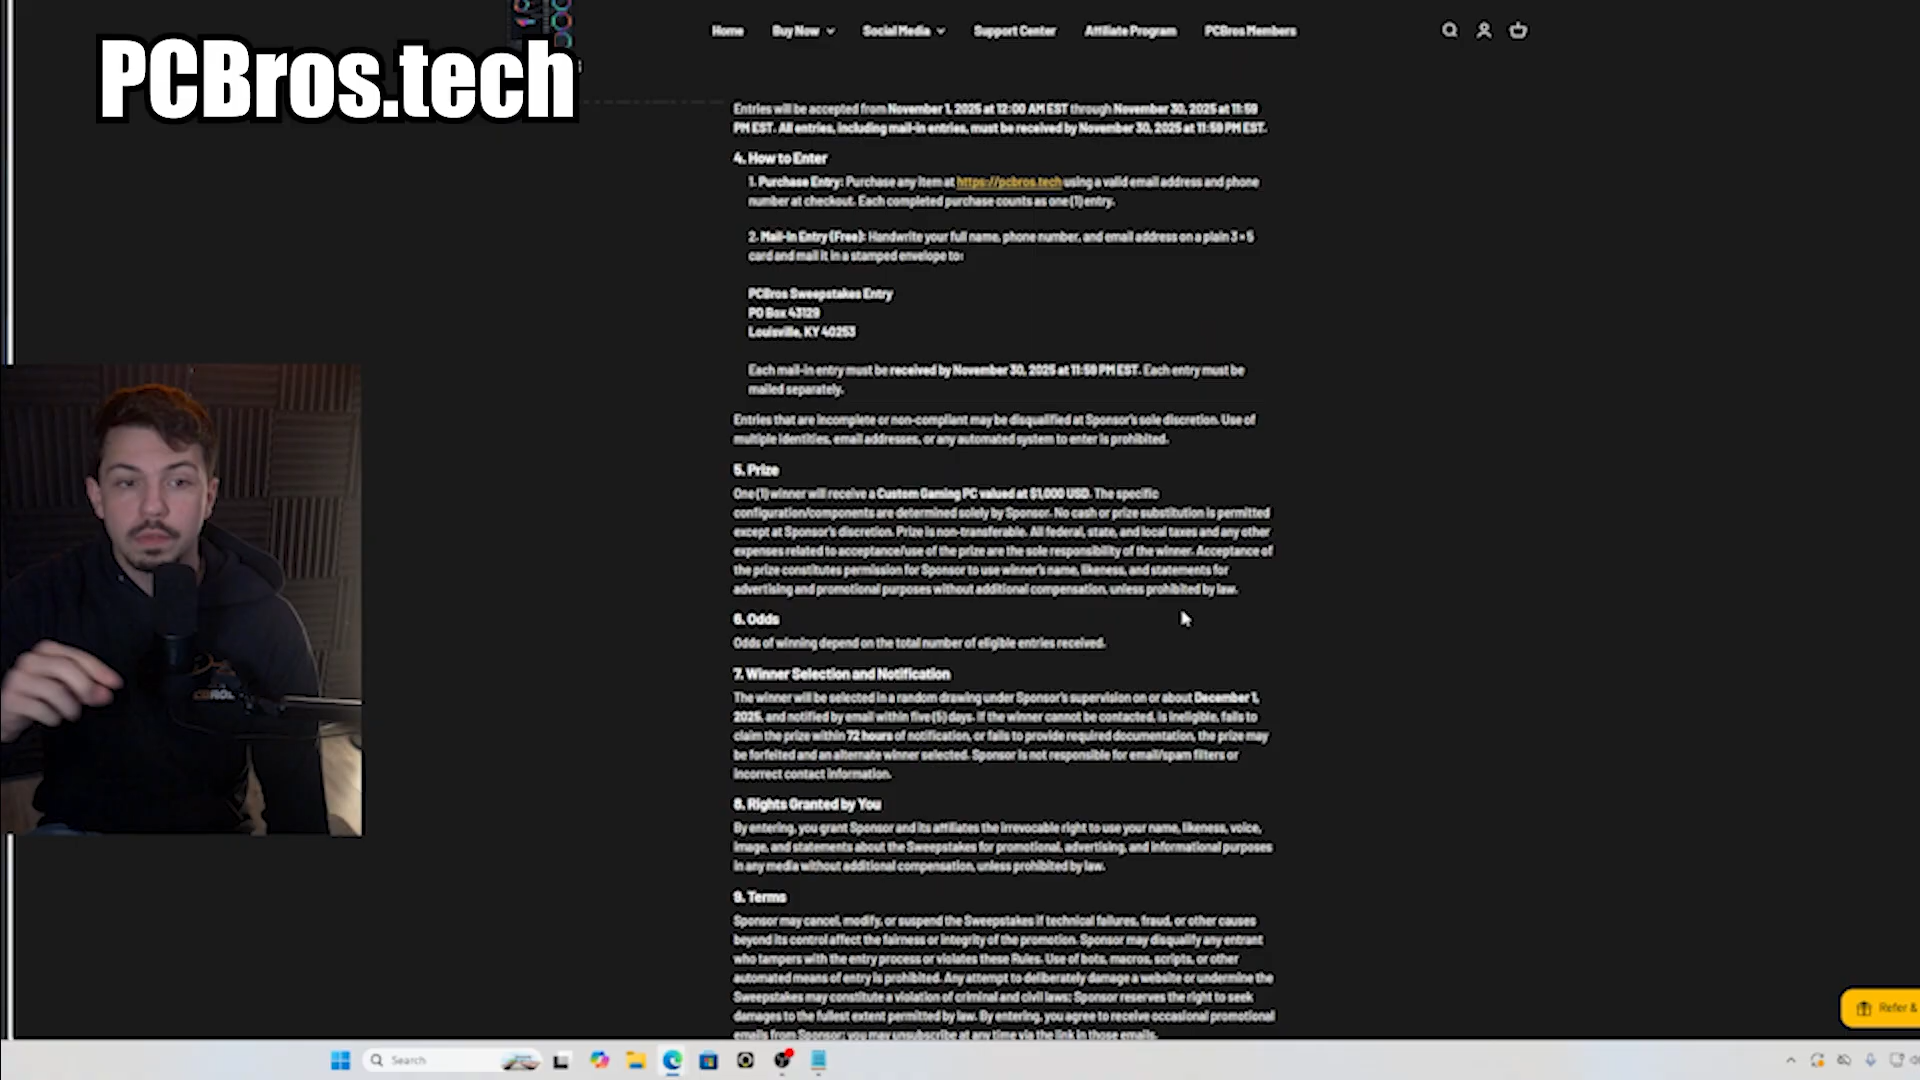 Home Buy Now Social Media Support Center Affiliate Program PCBros Members
PCBros.tech
Entries will be accepted from November 1, 2025 at 12:00 AM EST through November 30, 2025 at 11:59
PM EST. All entries, including mail-in entries, must be received by November 30, 2025 at 11:59 PM EST.
4. How to Enter
1. Purchase Entry: Purchase any item at https://pcbros.tech using a valid email address and phone
number at checkout. Each completed purchase counts as one (1) entry.
2. Mail-in Entry (Free): Handwrite your full name, phone number, and email address on a plain 3 × 5
card and mail it in a stamped envelope to:
PCBros Sweepstakes Entry
PO Box 43129
Louisville, KY 40253
Each mail-in entry must be received by November 30, 2025 at 11:59 PM EST. Each entry must be
mailed separately.
Entries that are incomplete or non-compliant may be disqualified at Sponsor's sole discretion. Use of
multiple identities, email addresses, or any automated system to enter is prohibited.
5. Prize
One (1) winner will receive a Custom Gaming PC valued at $1,000 USD. The specific
configuration/components are determined solely by Sponsor. No cash or prize substitution is permitted
except at Sponsor's discretion. Prize is non-transferable. All federal, state, and local taxes and any other
expenses related to acceptance/use of the prize are the sole responsibility of the winner. Acceptance of
the prize constitutes permission for Sponsor to use winner's name, likeness, and statements for
advertising and promotional purposes without additional compensation, unless prohibited by law.
6. Odds
Odds of winning depend on the total number of eligible entries received.
7. Winner Selection and Notification
The winner will be selected in a random drawing under Sponsor's supervision on or about December 1,
2025, and notified by email within five (5) days. If the winner cannot be contacted, is ineligible, fails to
claim the prize within 72 hours of notification, or fails to provide required documentation, the prize may
be forfeited and an alternate winner selected. Sponsor is not responsible for email/spam filters or
incorrect contact information.
8. Rights Granted by You
By entering, you grant Sponsor and its affiliates the irrevocable right to use your name, likeness, voice,
image, and statements about the Sweepstakes for promotional, advertising, and informational purposes
in any media without additional compensation, unless prohibited by law.
9. Terms
Sponsor may cancel, modify, or suspend the Sweepstakes if technical failures, fraud, or other causes
beyond its control affect the fairness or integrity of the promotion. Sponsor may disqualify any entrant
who tampers with the entry process or violates these Rules. Use of bots, macros, scripts, or other
automated means of entry is prohibited. Any attempt to deliberately damage a website or undermine the
Sweepstakes may constitute a violation of criminal and civil laws; Sponsor reserves the right to seek
damages to the fullest extent permitted by law. By entering, you agree to receive occasional promotional
emails from Sponsor; you may unsubscribe at any time via the link in those emails.
Refer &
Search